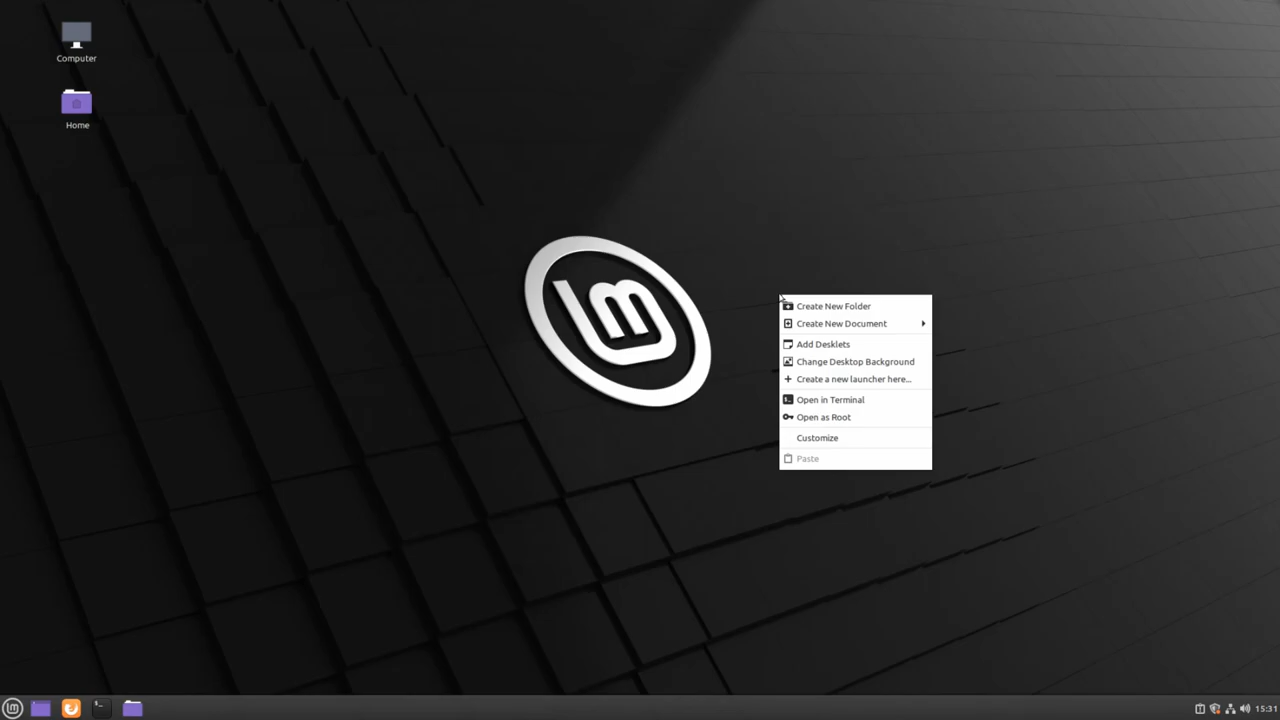 Computer
Home
lm
Create New Folder
Create New Document
Add Desklets
Change Desktop Background
Create a new launcher here...
Open in Terminal
Open as Root
Customize
Paste
15:31